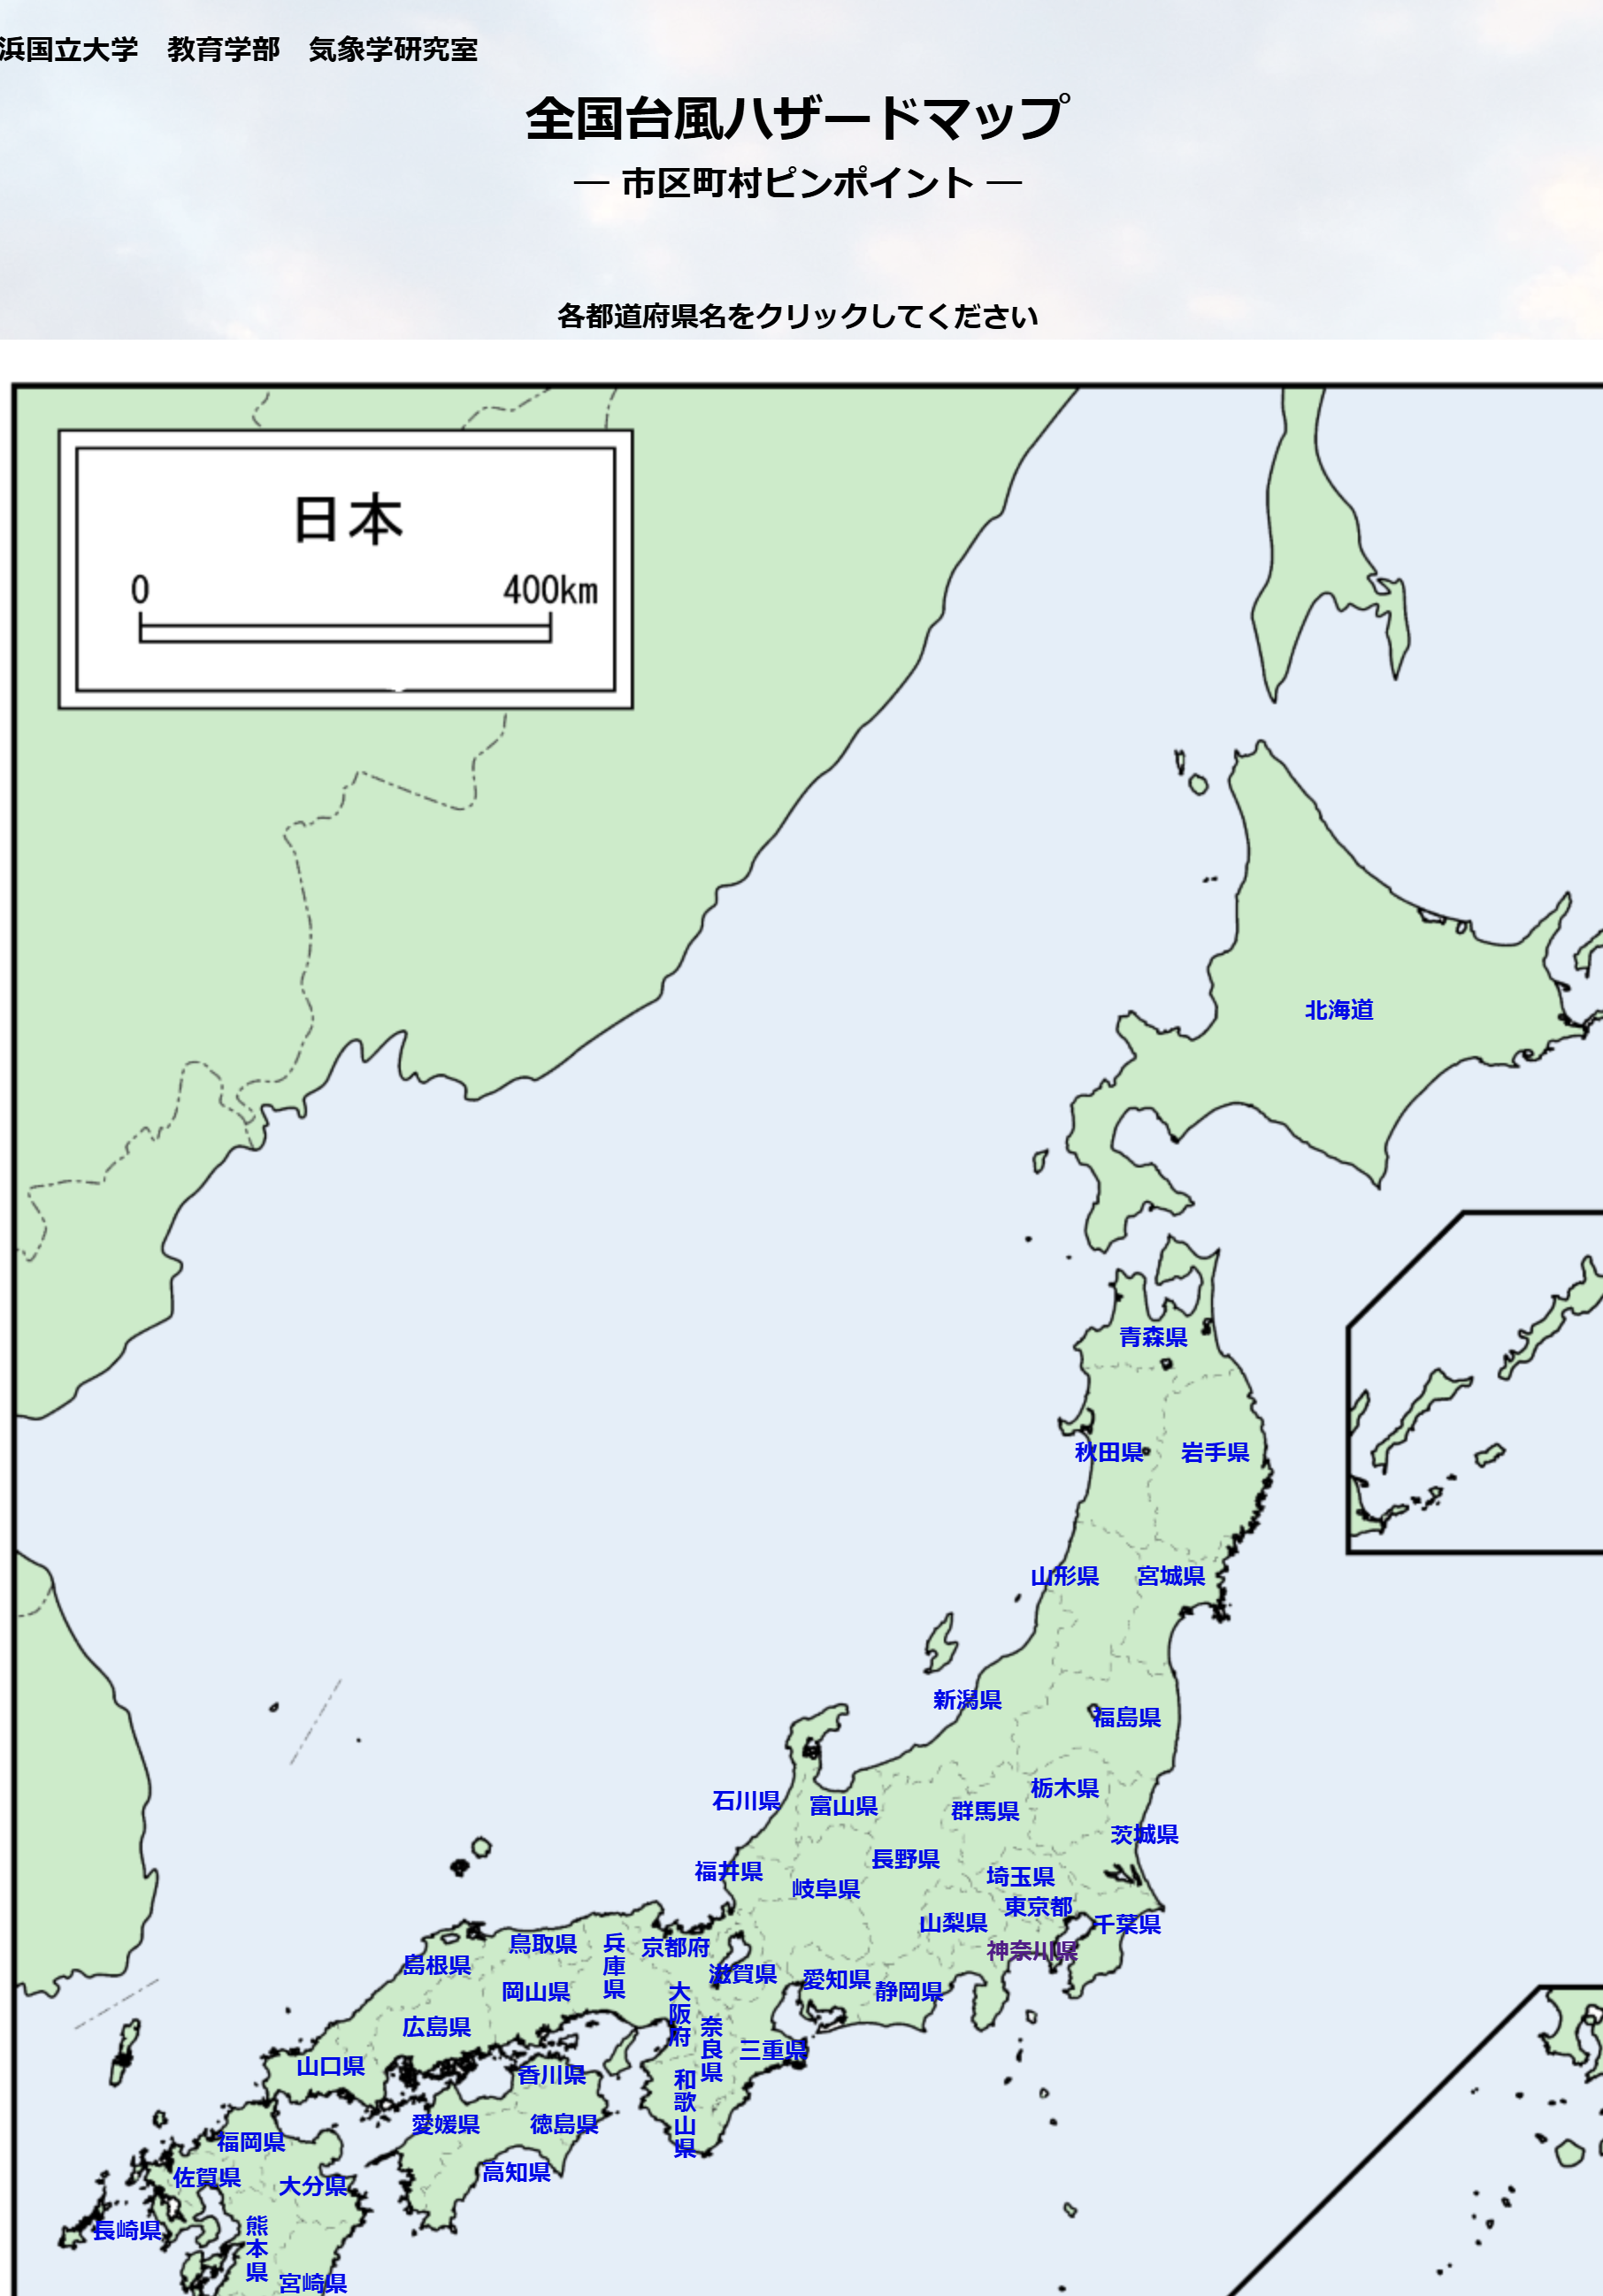 浜国立大学　教育学部　気象学研究室
全国台風ハザードマップ
― 市区町村ピンポイント ―
各都道府県名をクリックしてください
日本
0 400km
北海道
青森県
秋田県 岩手県
山形県 宮城県
新潟県
福島県
栃木県
石川県 富山県 群馬県
茨城県
長野県
福井県 埼玉県
岐阜県
東京都
山梨県 千葉県
鳥取県 兵庫県 京都府 神奈川県
島根県 滋賀県 愛知県
岡山県 大阪府 静岡県
広島県 奈良県
三重県
山口県 香川県 和歌山県
愛媛県 徳島県
福岡県
高知県
佐賀県 大分県
長崎県 熊本県
宮崎県